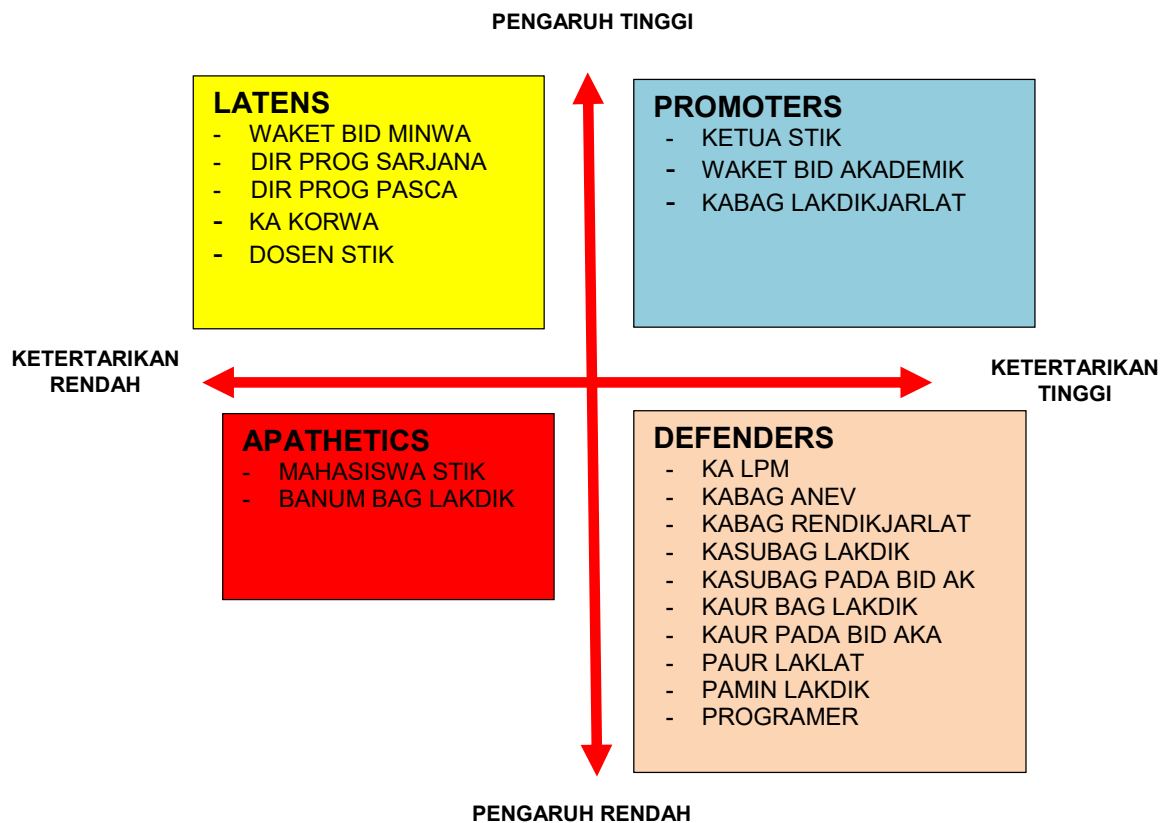 PENGARUH TINGGI
LATENS
- WAKET BID MINWA
- DIR PROG SARJANA
- DIR PROG PASCA
- KA KORWA
- DOSEN STIK
PROMOTERS
- KETUA STIK
- WAKET BID AKADEMIK
- KABAG LAKDIKJARLAT
KETERTARIKAN
RENDAH
KETERTARIKAN
TINGGI
APATHETICS
- MAHASISWA STIK
- BANUM BAG LAKDIK
DEFENDERS
- KA LPM
- KABAG ANEV
- KABAG RENDIKJARLAT
- KASUBAG LAKDIK
- KASUBAG PADA BID AK
- KAUR BAG LAKDIK
- KAUR PADA BID AKA
- PAUR LAKLAT
- PAMIN LAKDIK
- PROGRAMER
PENGARUH RENDAH